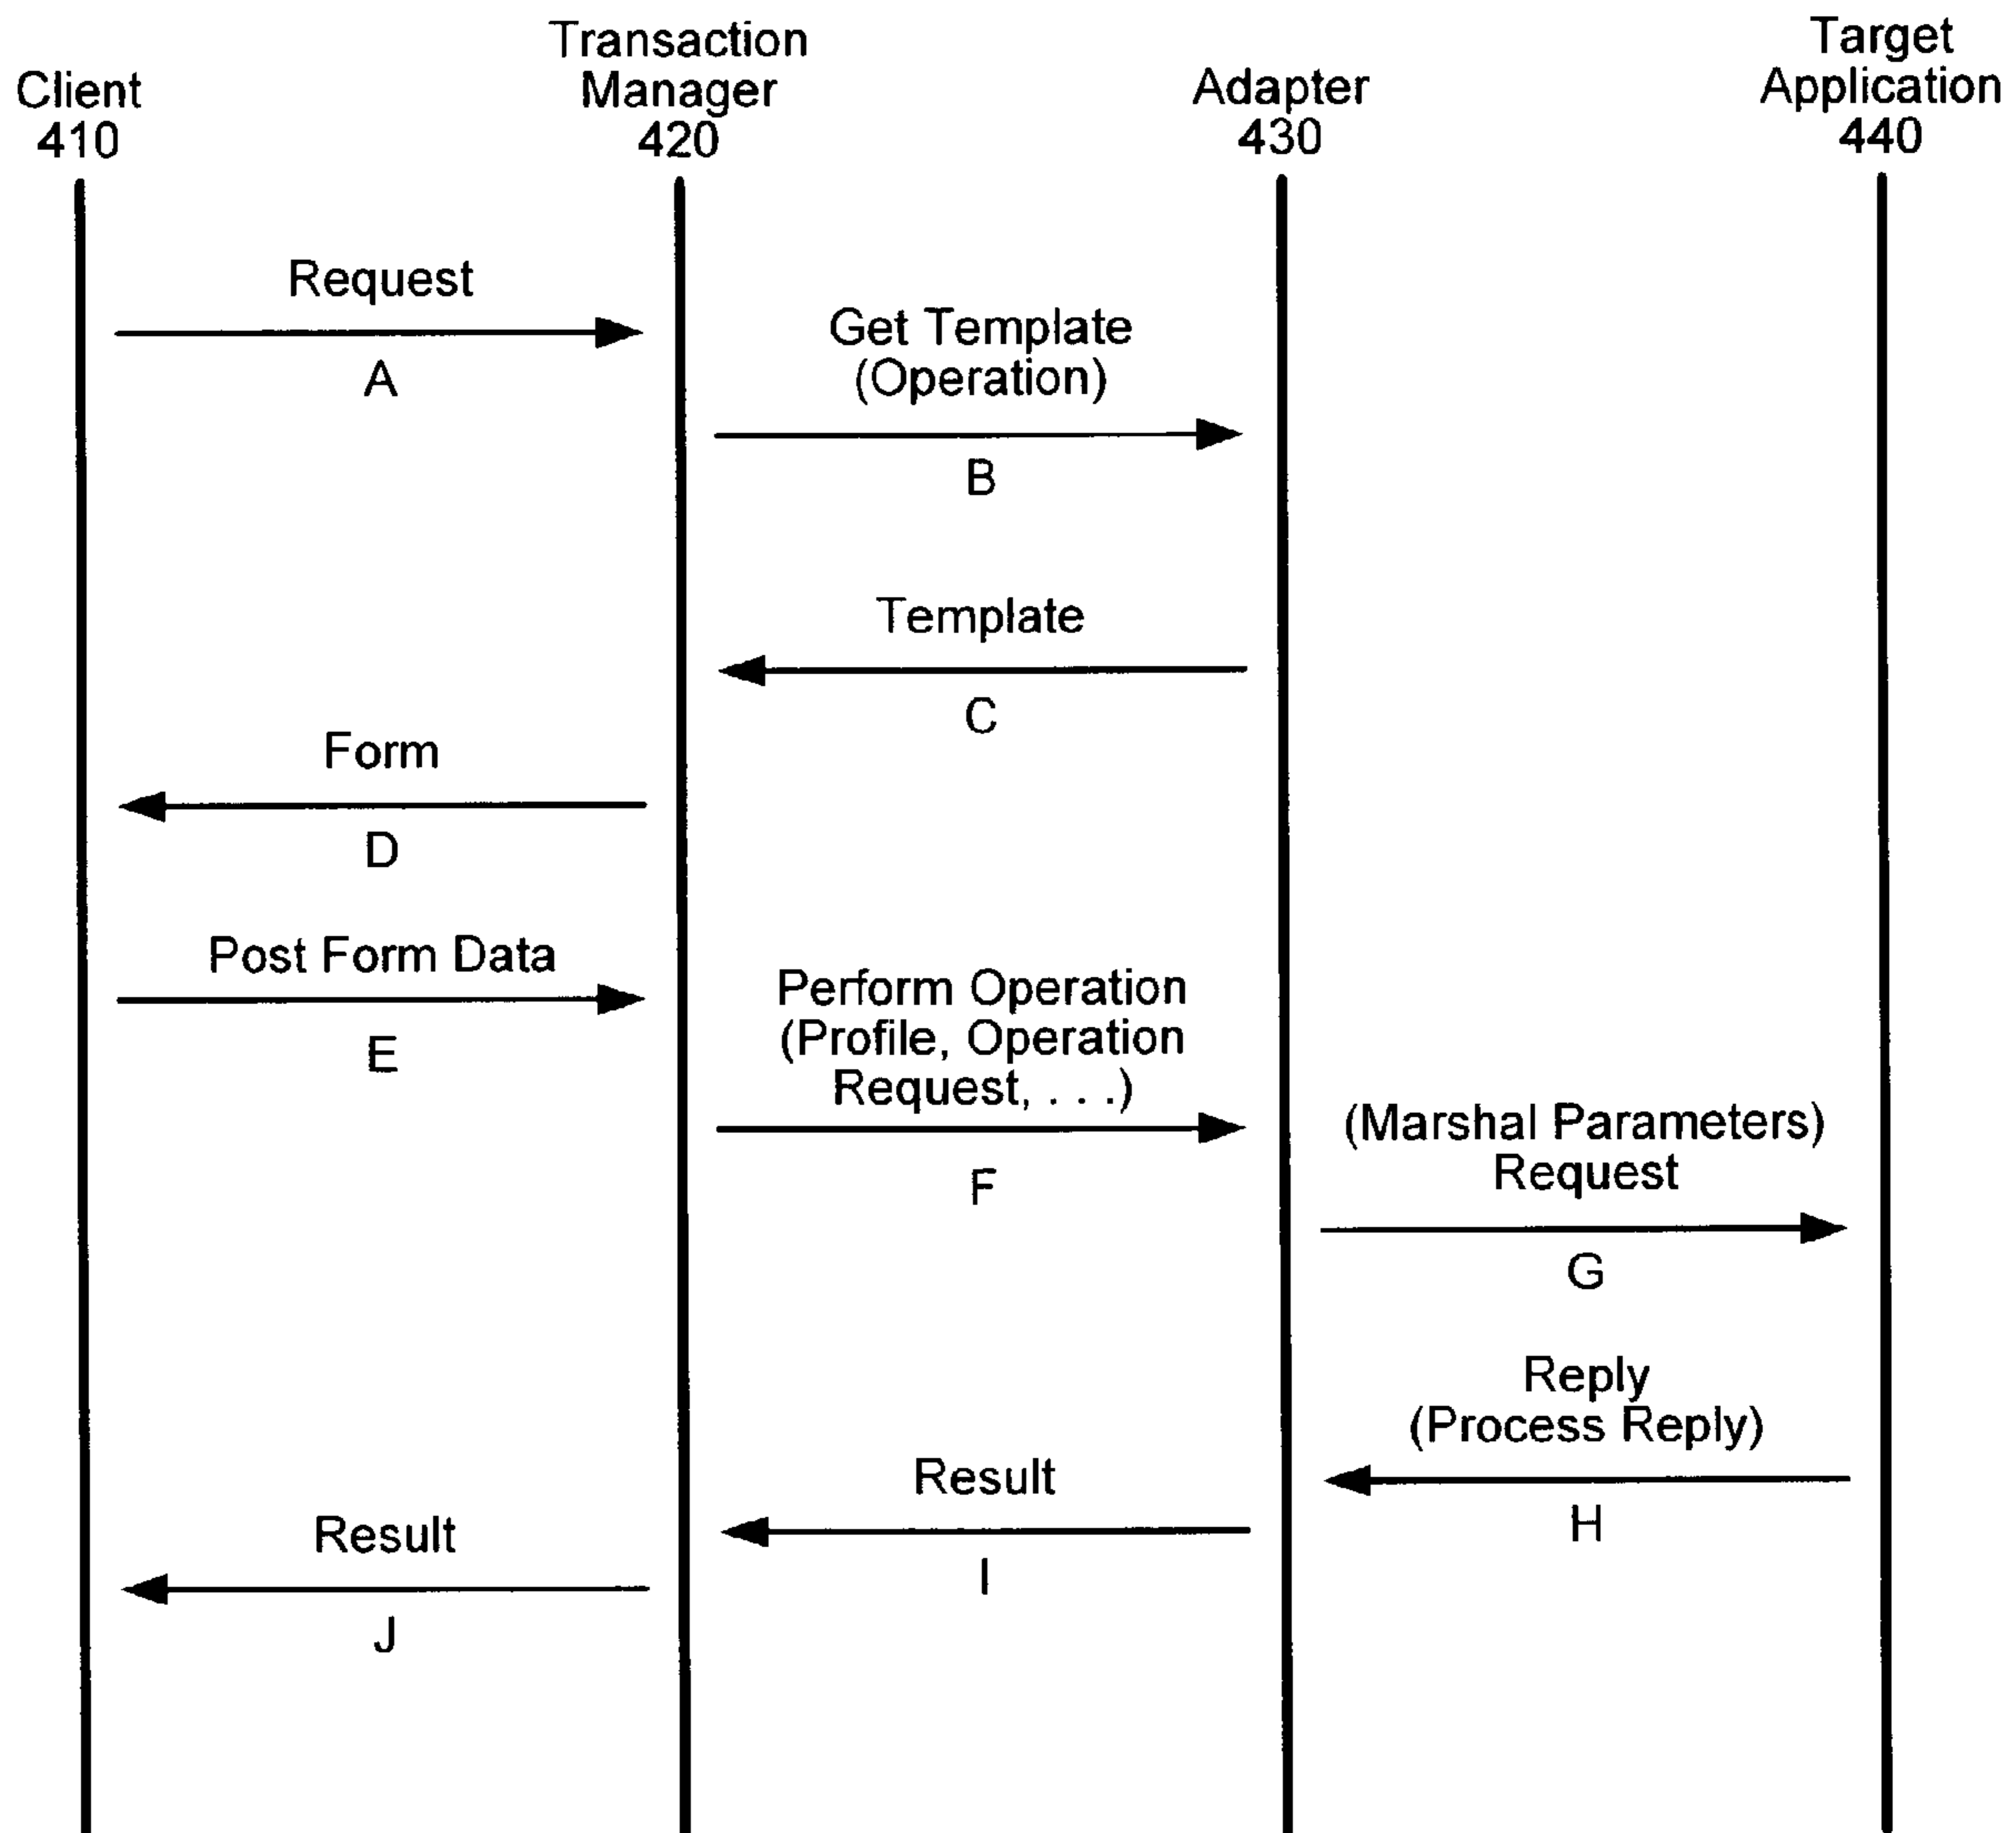 Client
410
Transaction
Manager
420
Adapter
430
Target
Application
440
Request
A
Get Template
(Operation)
B
Template
C
Form
D
Post Form Data
E
Perform Operation
(Profile, Operation
Request, . . .)
F
(Marshal Parameters)
Request
G
Reply
(Process Reply)
H
Result
I
Result
J